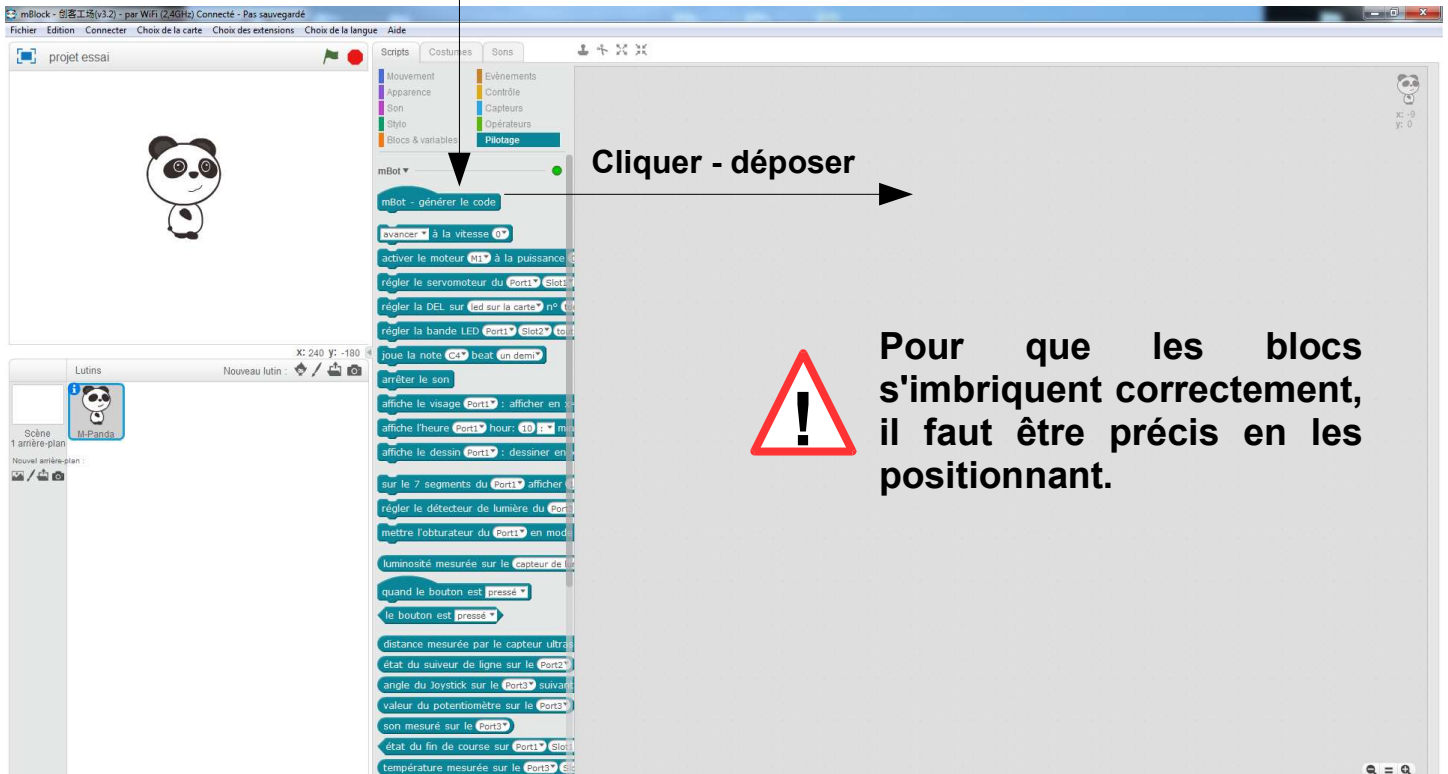 mBlock - 创客工场(v3.2) - par WiFi (2,4GHz) Connecté - Pas sauvegardé
Fichier Edition Connecter Choix de la carte Choix des extensions Choix de la langue Aide
projet essai
Scripts Costumes Sons
Mouvement Evènements
Apparence Contrôle
Son Capteurs
Stylo Opérateurs
Blocs & variables Pilotage
x: -9
y: 0
mBot
Cliquer - déposer
mBot - générer le code
avancer à la vitesse 0
activer le moteur M1 à la puissance
régler le servomoteur du Port1 Slot1
régler la DEL sur led sur la carte n°
régler la bande LED Port1 Slot2
joue la note C4 beat un demi
arrêter le son
affiche le visage Port1 : afficher en
affiche l'heure Port1 hour: 10 :
affiche le dessin Port1 : dessiner en
sur le 7 segments du Port1 afficher
régler le détecteur de lumière du
mettre l'obturateur du Port1 en mode
luminosité mesurée sur le capteur de
quand le bouton est pressé
le bouton est pressé
distance mesurée par le capteur
état du suiveur de ligne sur le Port2
angle du Joystick sur le Port3
valeur du potentiomètre sur le Port3
son mesuré sur le Port3
état du fin de course sur Port1
température mesurée sur le Port3
X: 240 y: -180
Lutins Nouveau lutin :
Scène
1 arrière-plan
M-Panda
Nouvel arrière-plan :
!
Pour que les blocs
s'imbriquent correctement,
il faut être précis en les
positionnant.